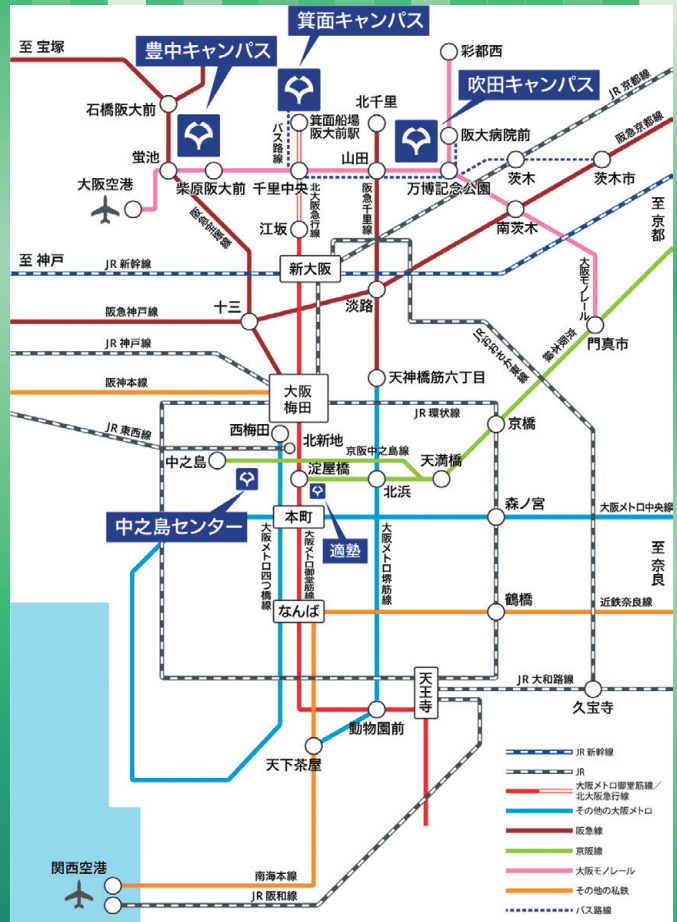 箕面キャンパス
豊中キャンパス
吹田キャンパス
至 宝塚
彩都西
JR 京都線
石橋阪大前
バス路線
箕面船場
阪大前駅
北千里
阪大病院前
阪急京都線
蛍池
柴原阪大前
千里中央
山田
万博記念公園
茨木
茨木市
大阪空港
北大阪急行線
阪急千里線
南茨木
至 京都
阪急宝塚線
江坂
至 神戸
JR 新幹線
新大阪
大阪モノレール
淡路
十三
阪急神戸線
JRおおさか東線
京阪本線
門真市
JR 神戸線
天神橋筋六丁目
阪神本線
大阪
梅田
JR 環状線
京橋
JR 東西線
西梅田
北新地
京阪中之島線
中之島
淀屋橋
北浜
天満橋
中之島センター
本町
適塾
森ノ宮
大阪メトロ中央線
大阪メトロ四つ橋線
大阪メトロ御堂筋線
大阪メトロ堺筋線
至 奈良
なんば
鶴橋
近鉄奈良線
天王寺
JR 大和路線
久宝寺
動物園前
天下茶屋
関西空港
南海本線
JR 阪和線
JR 新幹線
JR
大阪メトロ御堂筋線/
北大阪急行線
その他の大阪メトロ
阪急線
京阪線
大阪モノレール
その他の私鉄
バス路線